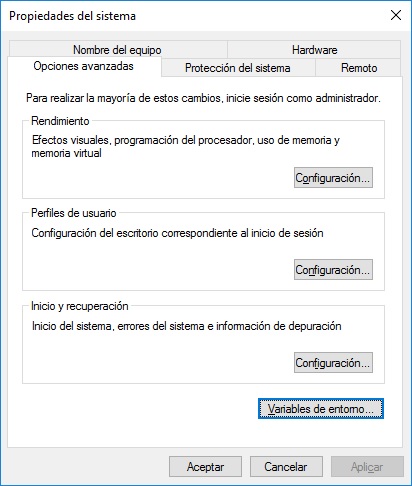 Propiedades del sistema
Nombre del equipo
Hardware
Opciones avanzadas
Protección del sistema
Remoto
Para realizar la mayoría de estos cambios, inicie sesión como administrador.
Rendimiento
Efectos visuales, programación del procesador, uso de memoria y
memoria virtual
Configuración...
Perfiles de usuario
Configuración del escritorio correspondiente al inicio de sesión
Configuración...
Inicio y recuperación
Inicio del sistema, errores del sistema e información de depuración
Configuración...
Variables de entorno...
Aceptar
Cancelar
Aplicar